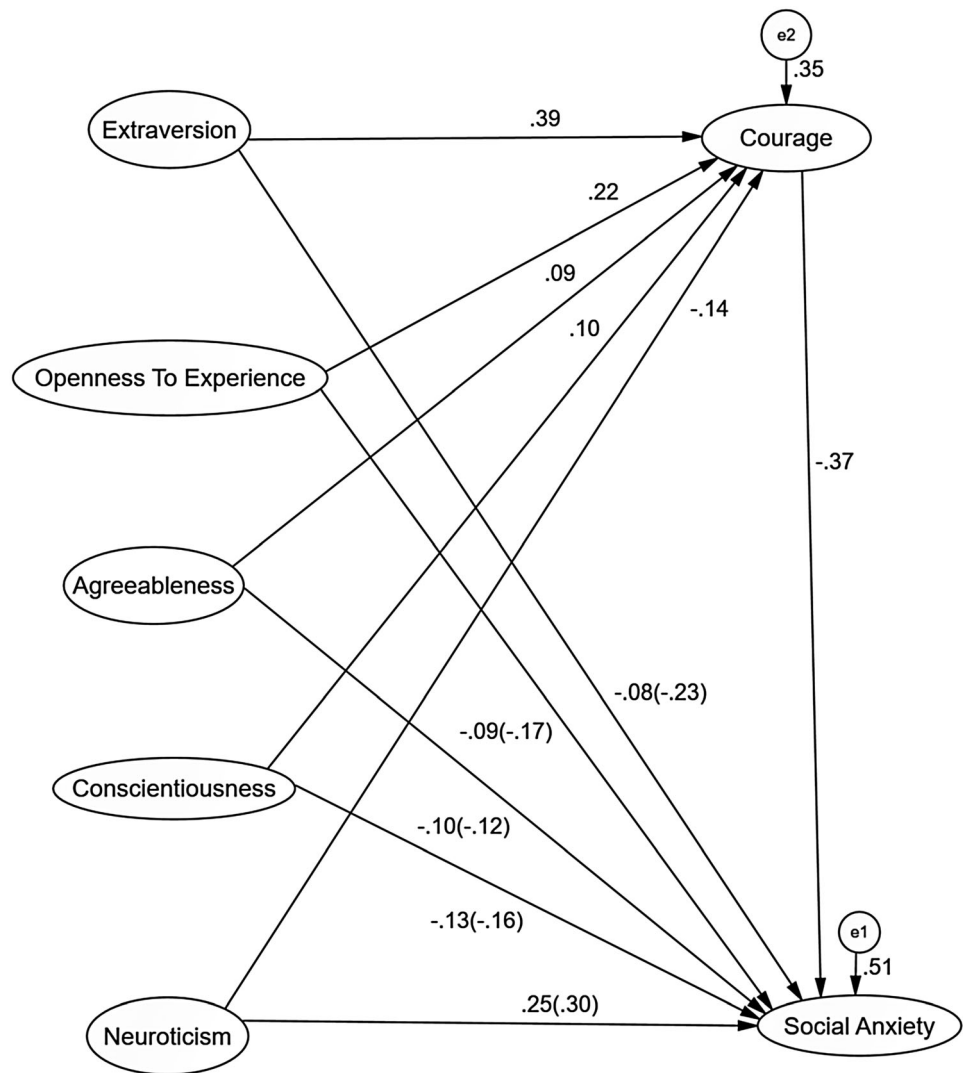 e2
.35
Extraversion
.39
Courage
.22
.09
.10
-.14
Openness To Experience
-.37
Agreeableness
-.08(-.23)
-.09(-.17)
Conscientiousness
-.10(-.12)
-.13(-.16)
e1
.51
.25(.30)
Neuroticism
Social Anxiety